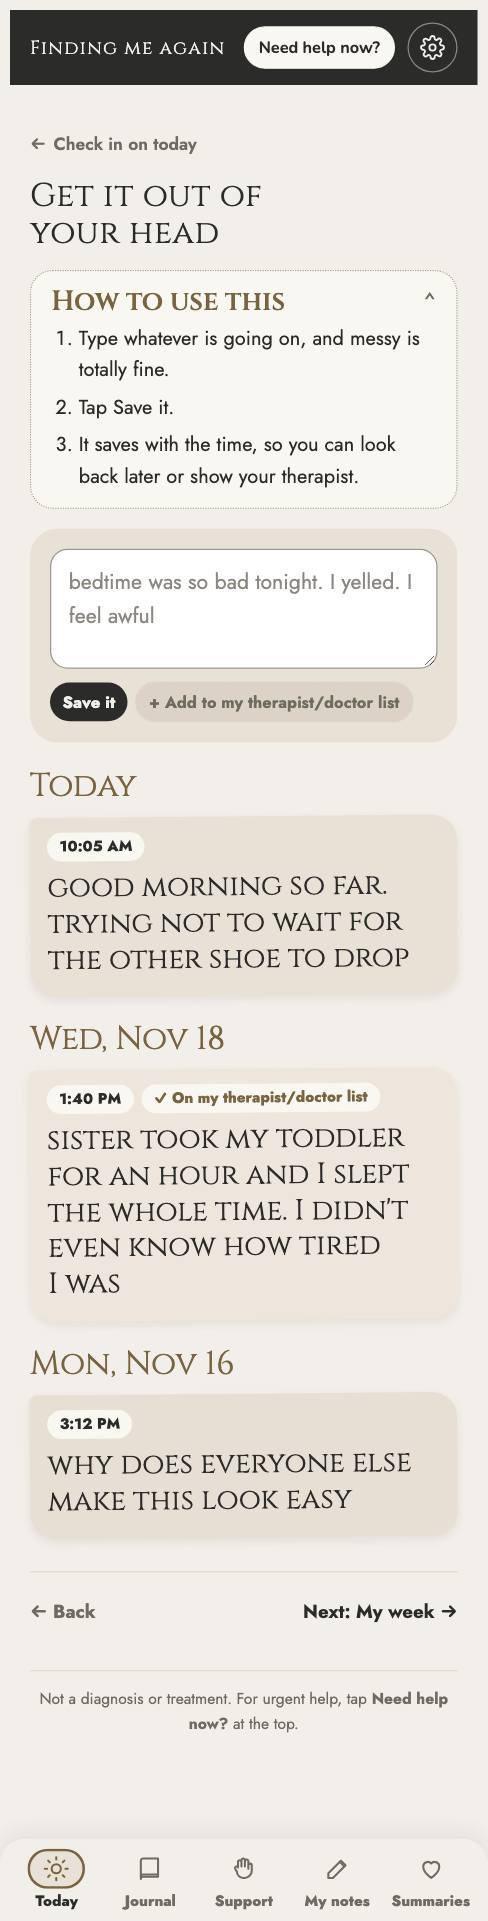 Finding me again
Need help now?
← Check in on today
Get it out of
your head
How to use this
^
1. Type whatever is going on, and messy is
totally fine.
2. Tap Save it.
3. It saves with the time, so you can look
back later or show your therapist.
bedtime was so bad tonight. I yelled. I
feel awful
Save it
+ Add to my therapist/doctor list
Today
10:05 AM
good morning so far.
trying not to wait for
the other shoe to drop
Wed, Nov 18
1:40 PM
✓ On my therapist/doctor list
sister took my toddler
for an hour and I slept
the whole time. I didn't
even know how tired
I was
Mon, Nov 16
3:12 PM
why does everyone else
make this look easy
← Back
Next: My week →
Not a diagnosis or treatment. For urgent help, tap Need help
now? at the top.
Today
Journal
Support
My notes
Summaries